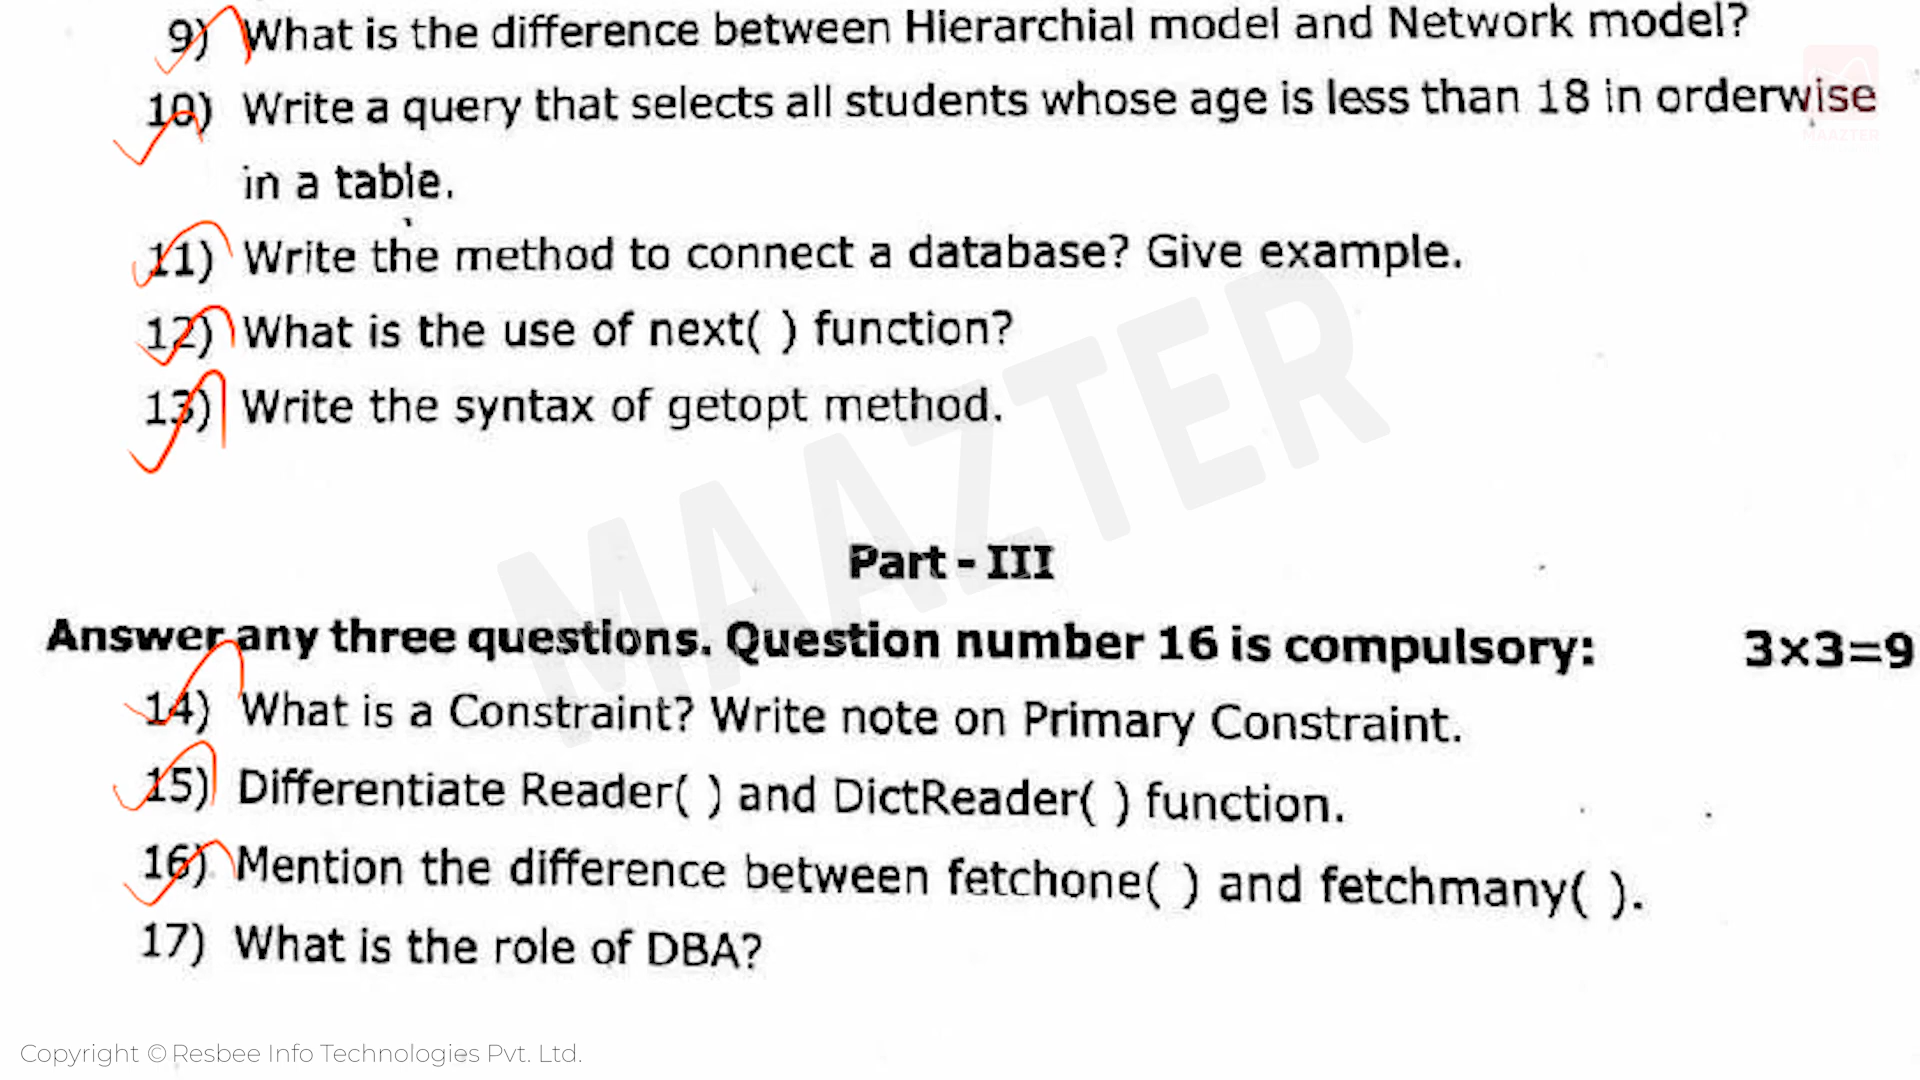 9) What is the difference between Hierarchial model and Network model?
10) Write a query that selects all students whose age is less than 18 in orderwise
in a table.
MAAZTER
11) Write the method to connect a database? Give example.
12) What is the use of next( ) function?
13) Write the syntax of getopt method.
MAAZTER
Part - III
Answer any three questions. Question number 16 is compulsory: 3×3=9
14) What is a Constraint? Write note on Primary Constraint.
15) Differentiate Reader( ) and DictReader( ) function.
16) Mention the difference between fetchone( ) and fetchmany( ).
17) What is the role of DBA?
Copyright © Resbee Info Technologies Pvt. Ltd.